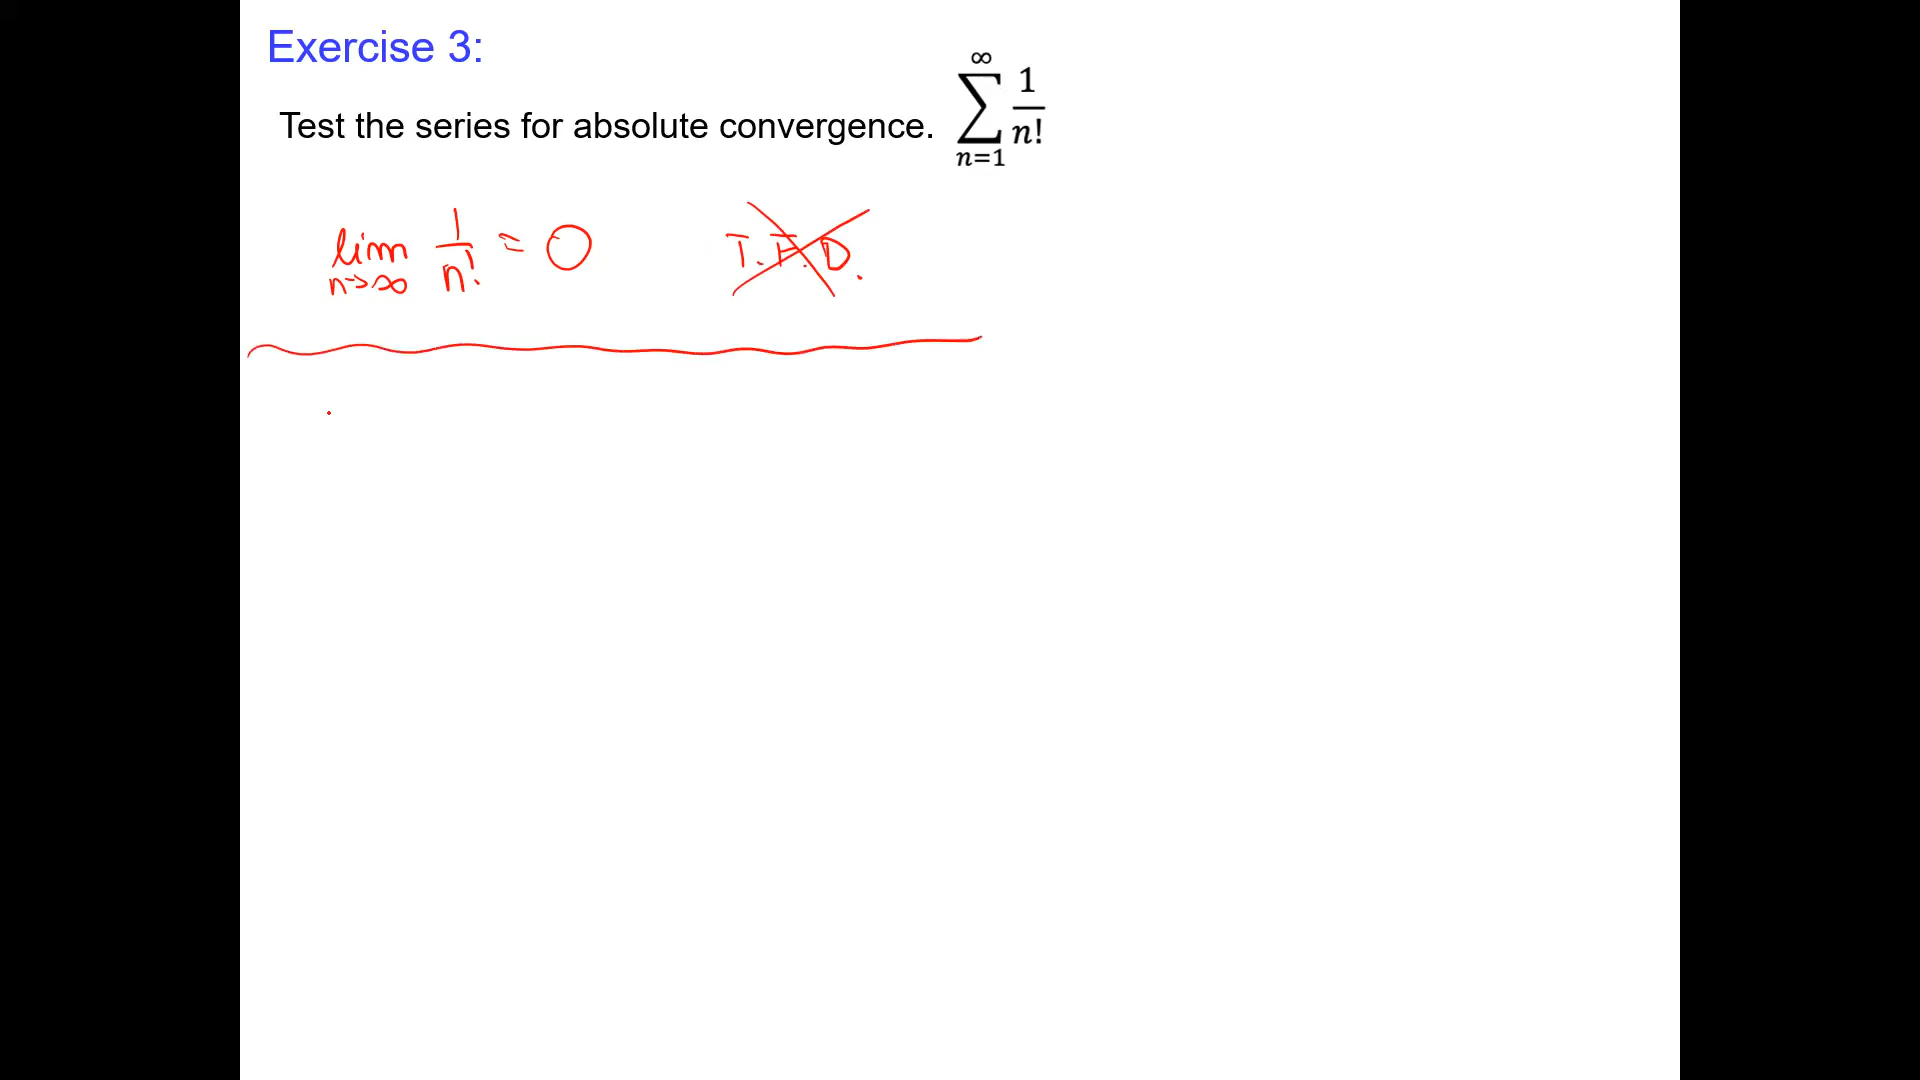 Exercise 3:
Test the series for absolute convergence. ∑_{n=1}^{∞} 1/n!
lim_{n→∞} 1/n! = 0 T.F.D.